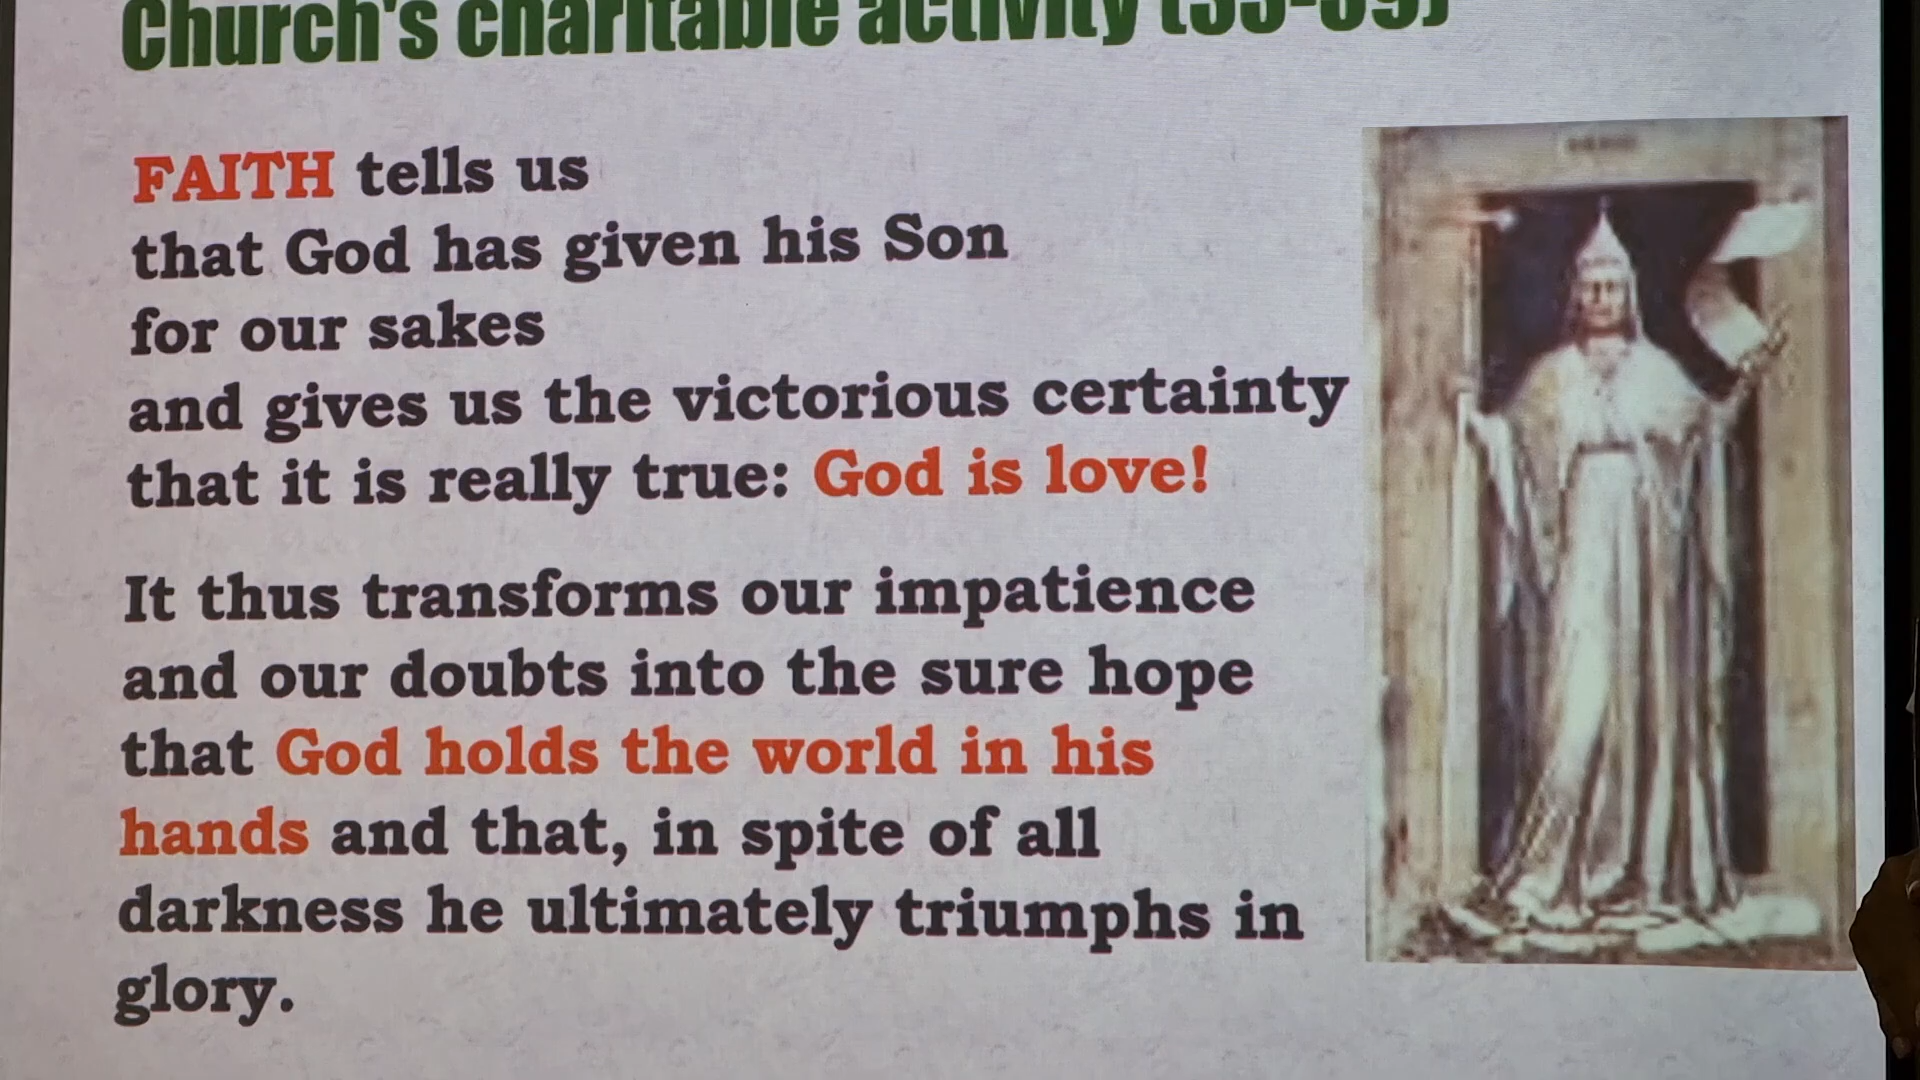 Church's charitable activity (33-39)
FAITH tells us
that God has given his Son
for our sakes
and gives us the victorious certainty
that it is really true: God is love!
It thus transforms our impatience
and our doubts into the sure hope
that God holds the world in his
hands and that, in spite of all
darkness he ultimately triumphs in
glory.